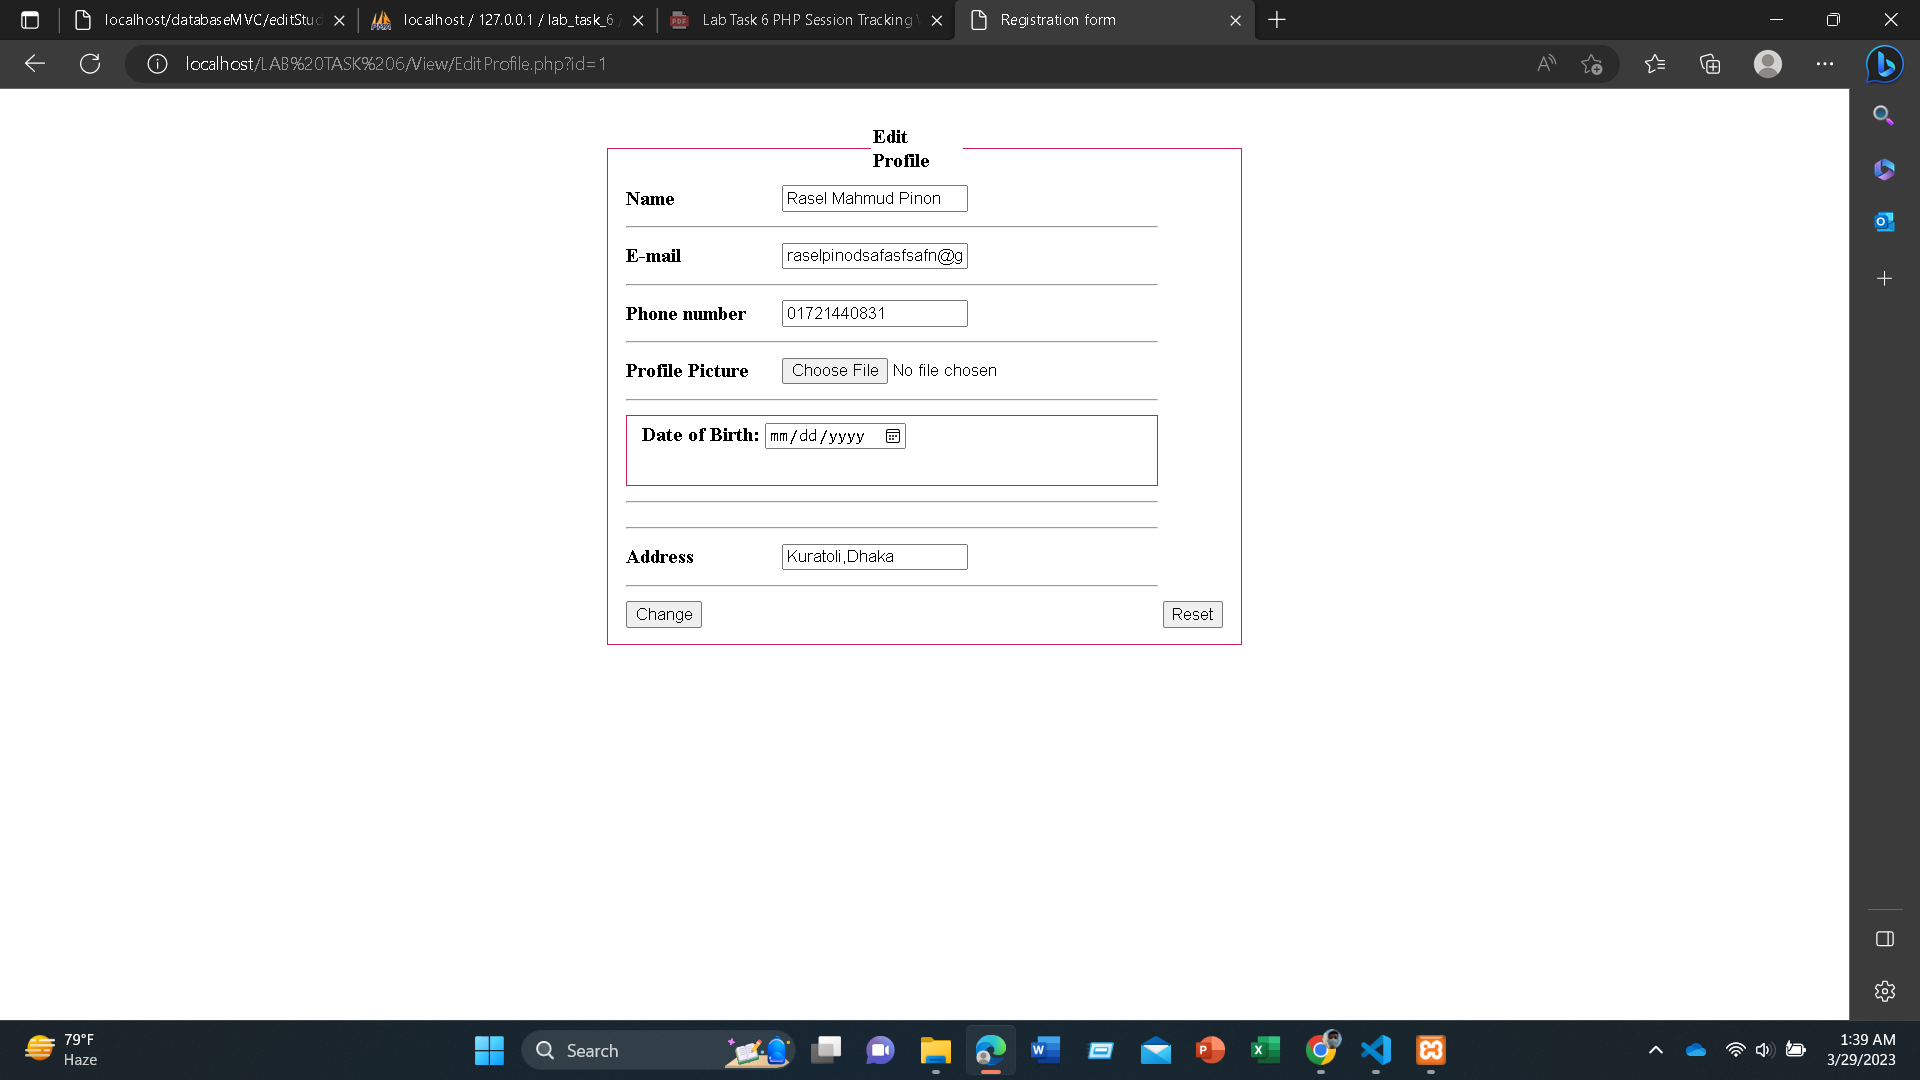 localhost/databaseMVC/editStud
localhost / 127.0.0.1 / lab_task_6
Lab Task 6 PHP Session Tracking
Registration form
localhost/LAB%20TASK%206/View/EditProfile.php?id=1
Edit
Profile
Name Rasel Mahmud Pinon
E-mail raselpinodsafasfsafn@g
Phone number 01721440831
Profile Picture Choose File No file chosen
Date of Birth: mm/dd/yyyy
Address Kuratoli,Dhaka
Change Reset
79°F
Haze
Search
1:39 AM
3/29/2023